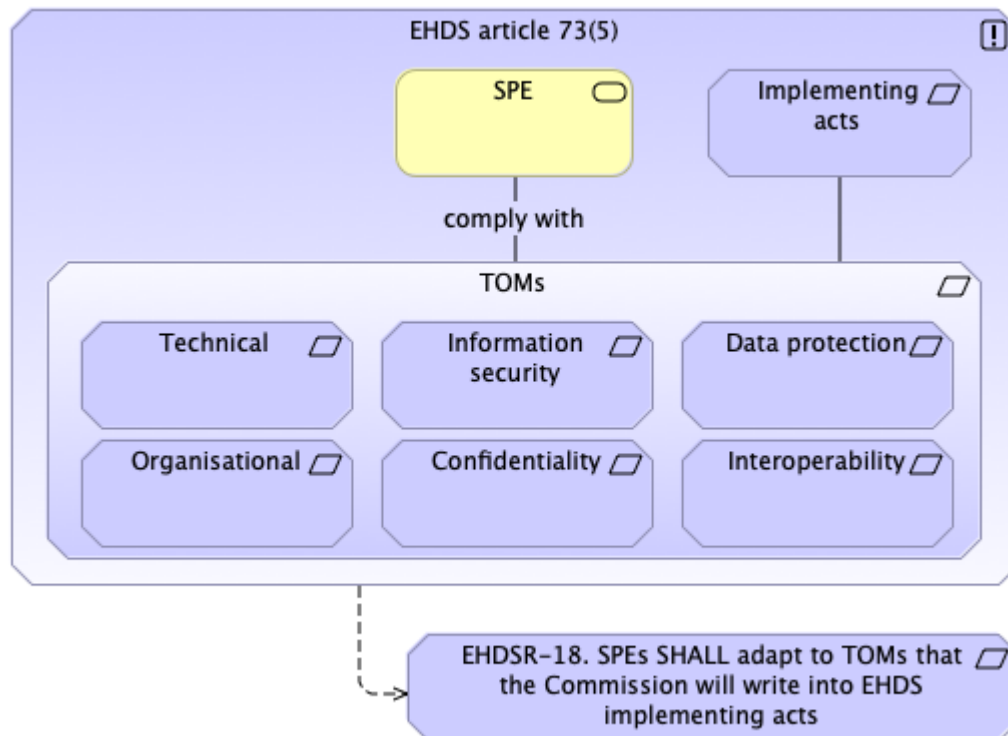 EHDS article 73(5)
SPE
Implementing
acts
comply with
TOMs
Technical
Information
security
Data protection
Organisational
Confidentiality
Interoperability
EHDSR-18. SPEs SHALL adapt to TOMs that
the Commission will write into EHDS
implementing acts